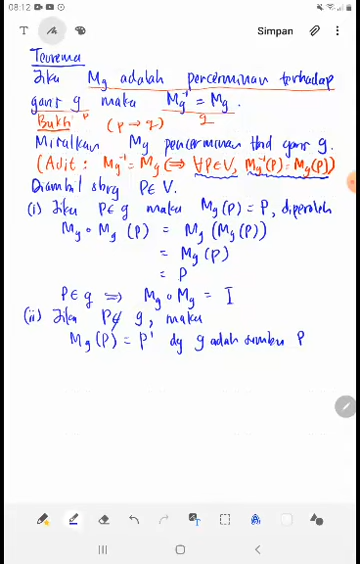 08:12
Simpan
T
Teorema
Jika Mg adalah pencerminan terhadap
garis g maka Mg⁻¹ = Mg.
p
q
Bukti (p → q)
Misalkan Mg pencerminan thd garis g.
(Adit : Mg⁻¹ = Mg ⟺ ∀P∈V, Mg⁻¹(P) = Mg(P))
Diambil sbrg P∈V.
(i) Jika P∈g maka Mg(P) = P, diperoleh
Mg ∘ Mg (P) = Mg (Mg(P))
= Mg (P)
= P
P∈g ⟹ Mg ∘ Mg = I
(ii) Jika P∉g, maka
Mg (P) = P' dg g adalah sumbu P